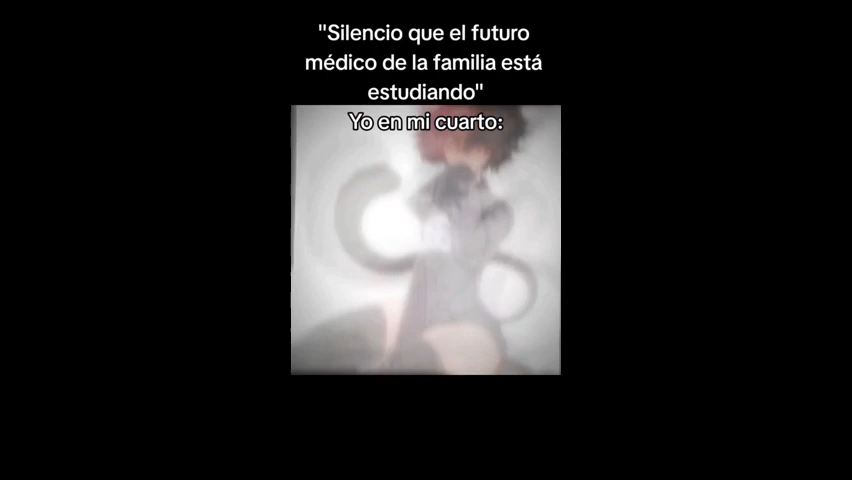 "Silencio que el futuro
médico de la familia está
estudiando"
Yo en mi cuarto: